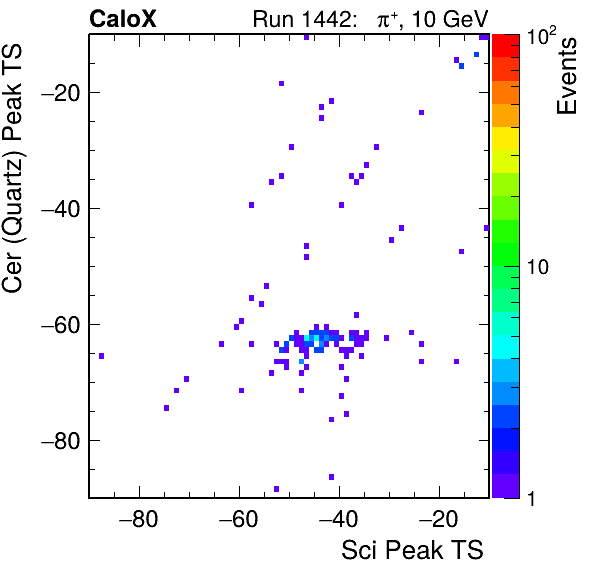 CaloX Run 1442: π⁺, 10 GeV
Cer (Quartz) Peak TS
−20
−40
−60
−80
−80 −60 −40 −20
Sci Peak TS
10²
10
1
Events